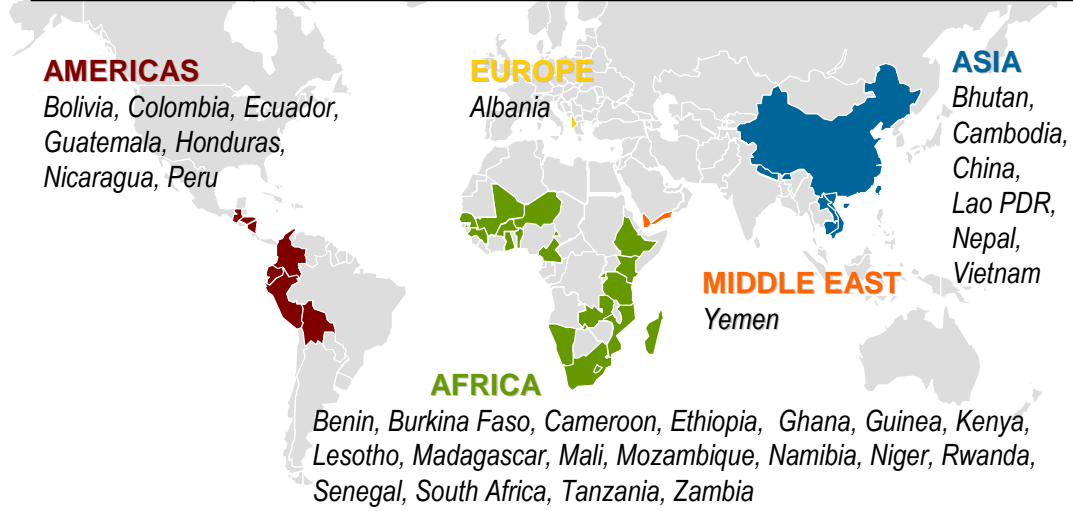 AMERICAS
Bolivia, Colombia, Ecuador,
Guatemala, Honduras,
Nicaragua, Peru
EUROPE
Albania
ASIA
Bhutan,
Cambodia,
China,
Lao PDR,
Nepal,
Vietnam
MIDDLE EAST
Yemen
AFRICA
Benin, Burkina Faso, Cameroon, Ethiopia, Ghana, Guinea, Kenya,
Lesotho, Madagascar, Mali, Mozambique, Namibia, Niger, Rwanda,
Senegal, South Africa, Tanzania, Zambia